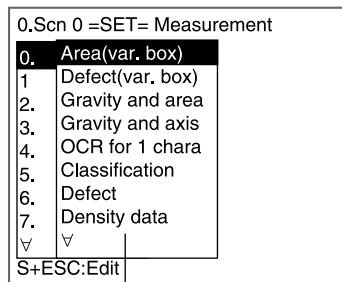 0.Scn 0 =SET= Measurement
0. Area(var. box)
1 Defect(var. box)
2. Gravity and area
3. Gravity and axis
4. OCR for 1 chara
5. Classification
6. Defect
7. Density data
∀ ∀
S+ESC:Edit